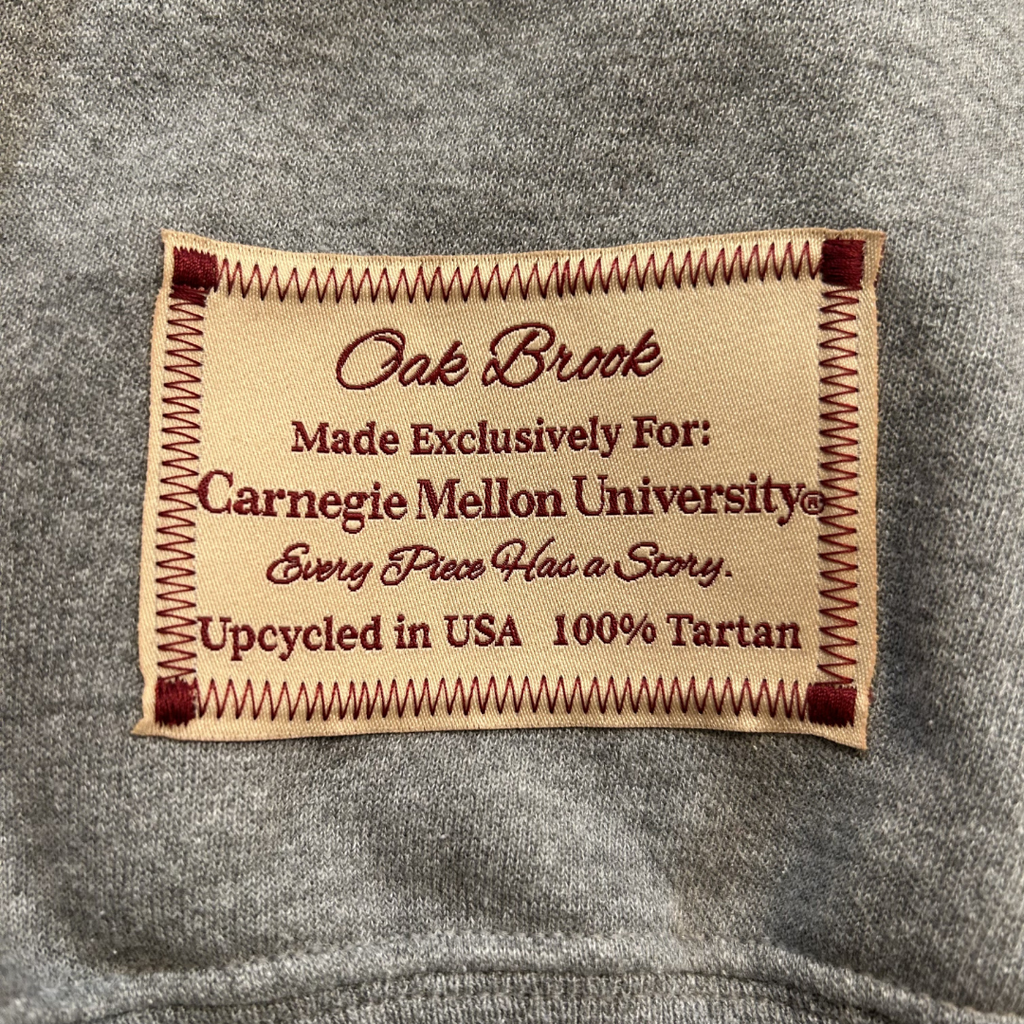 Oak Brook
Made Exclusively For:
Carnegie Mellon University®
Every Piece Has a Story.
Upcycled in USA 100% Tartan